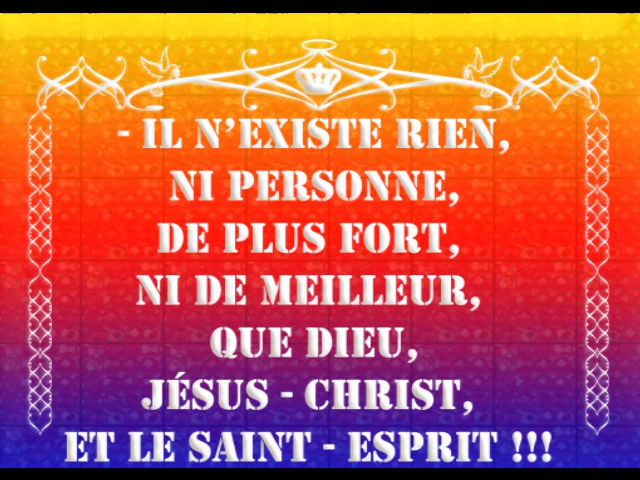 - IL N’EXISTE RIEN,
NI PERSONNE,
DE PLUS FORT,
NI DE MEILLEUR,
QUE DIEU,
JÉSUS - CHRIST,
ET LE SAINT - ESPRIT !!!